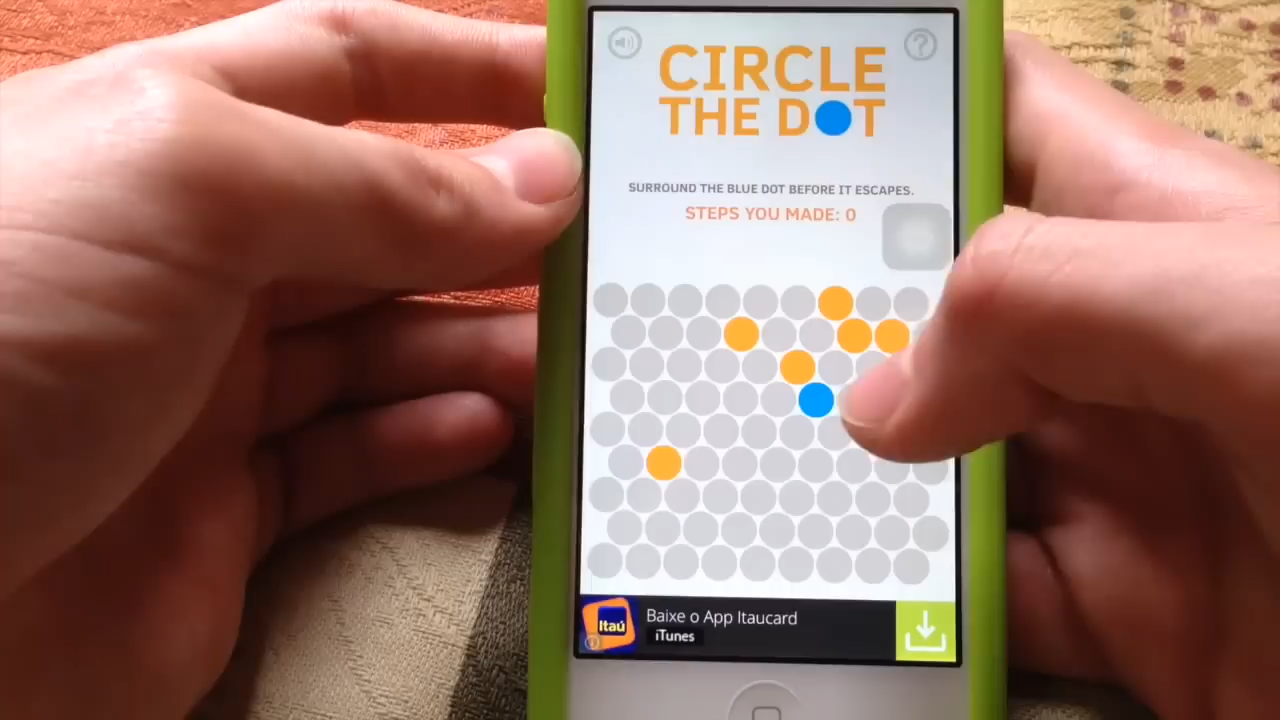 CIRCLE
THE DOT
SURROUND THE BLUE DOT BEFORE IT ESCAPES.
STEPS YOU MADE: 0
Itaú
Baixe o App Itaucard
iTunes